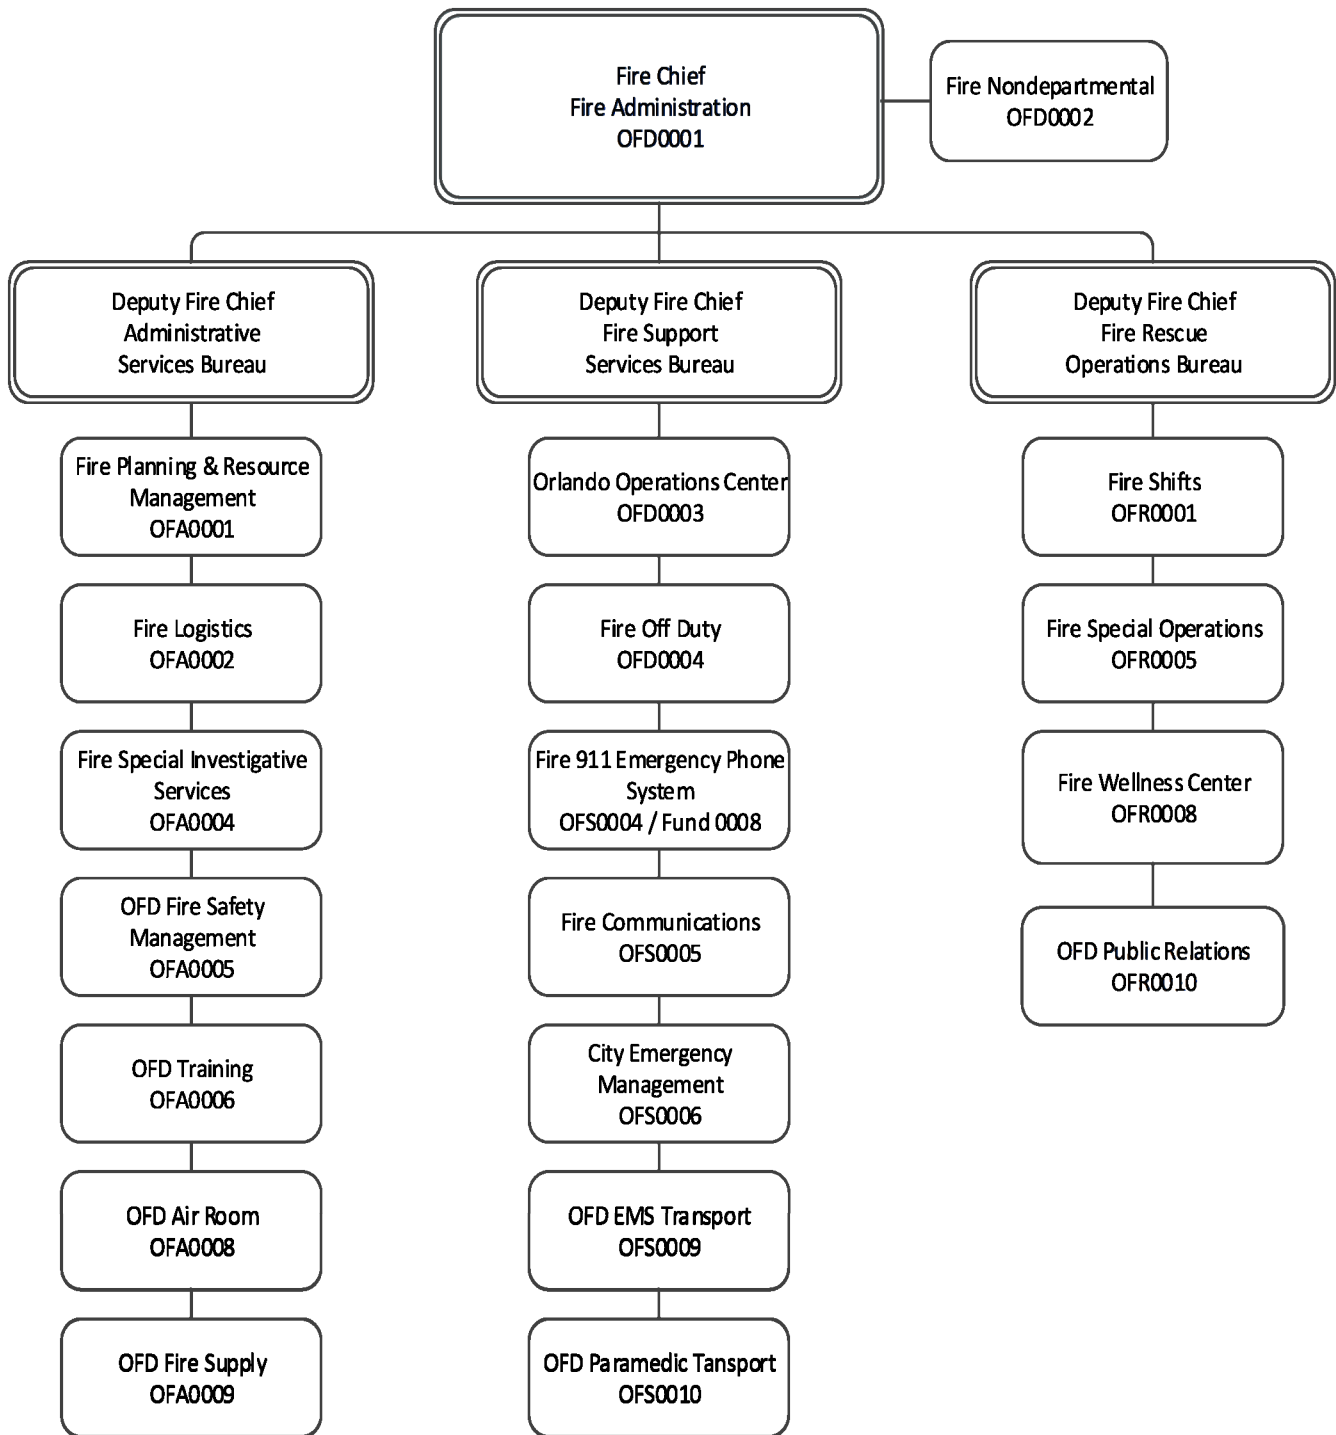 Fire Chief
Fire Administration
OFD0001
Fire Nondepartmental
OFD0002
Deputy Fire Chief
Administrative
Services Bureau
Deputy Fire Chief
Fire Support
Services Bureau
Deputy Fire Chief
Fire Rescue
Operations Bureau
Fire Planning & Resource
Management
OFA0001
Fire Logistics
OFA0002
Fire Special Investigative
Services
OFA0004
OFD Fire Safety
Management
OFA0005
OFD Training
OFA0006
OFD Air Room
OFA0008
OFD Fire Supply
OFA0009
Orlando Operations Center
OFD0003
Fire Off Duty
OFD0004
Fire 911 Emergency Phone
System
OFS0004 / Fund 0008
Fire Communications
OFS0005
City Emergency
Management
OFS0006
OFD EMS Transport
OFS0009
OFD Paramedic Tansport
OFS0010
Fire Shifts
OFR0001
Fire Special Operations
OFR0005
Fire Wellness Center
OFR0008
OFD Public Relations
OFR0010